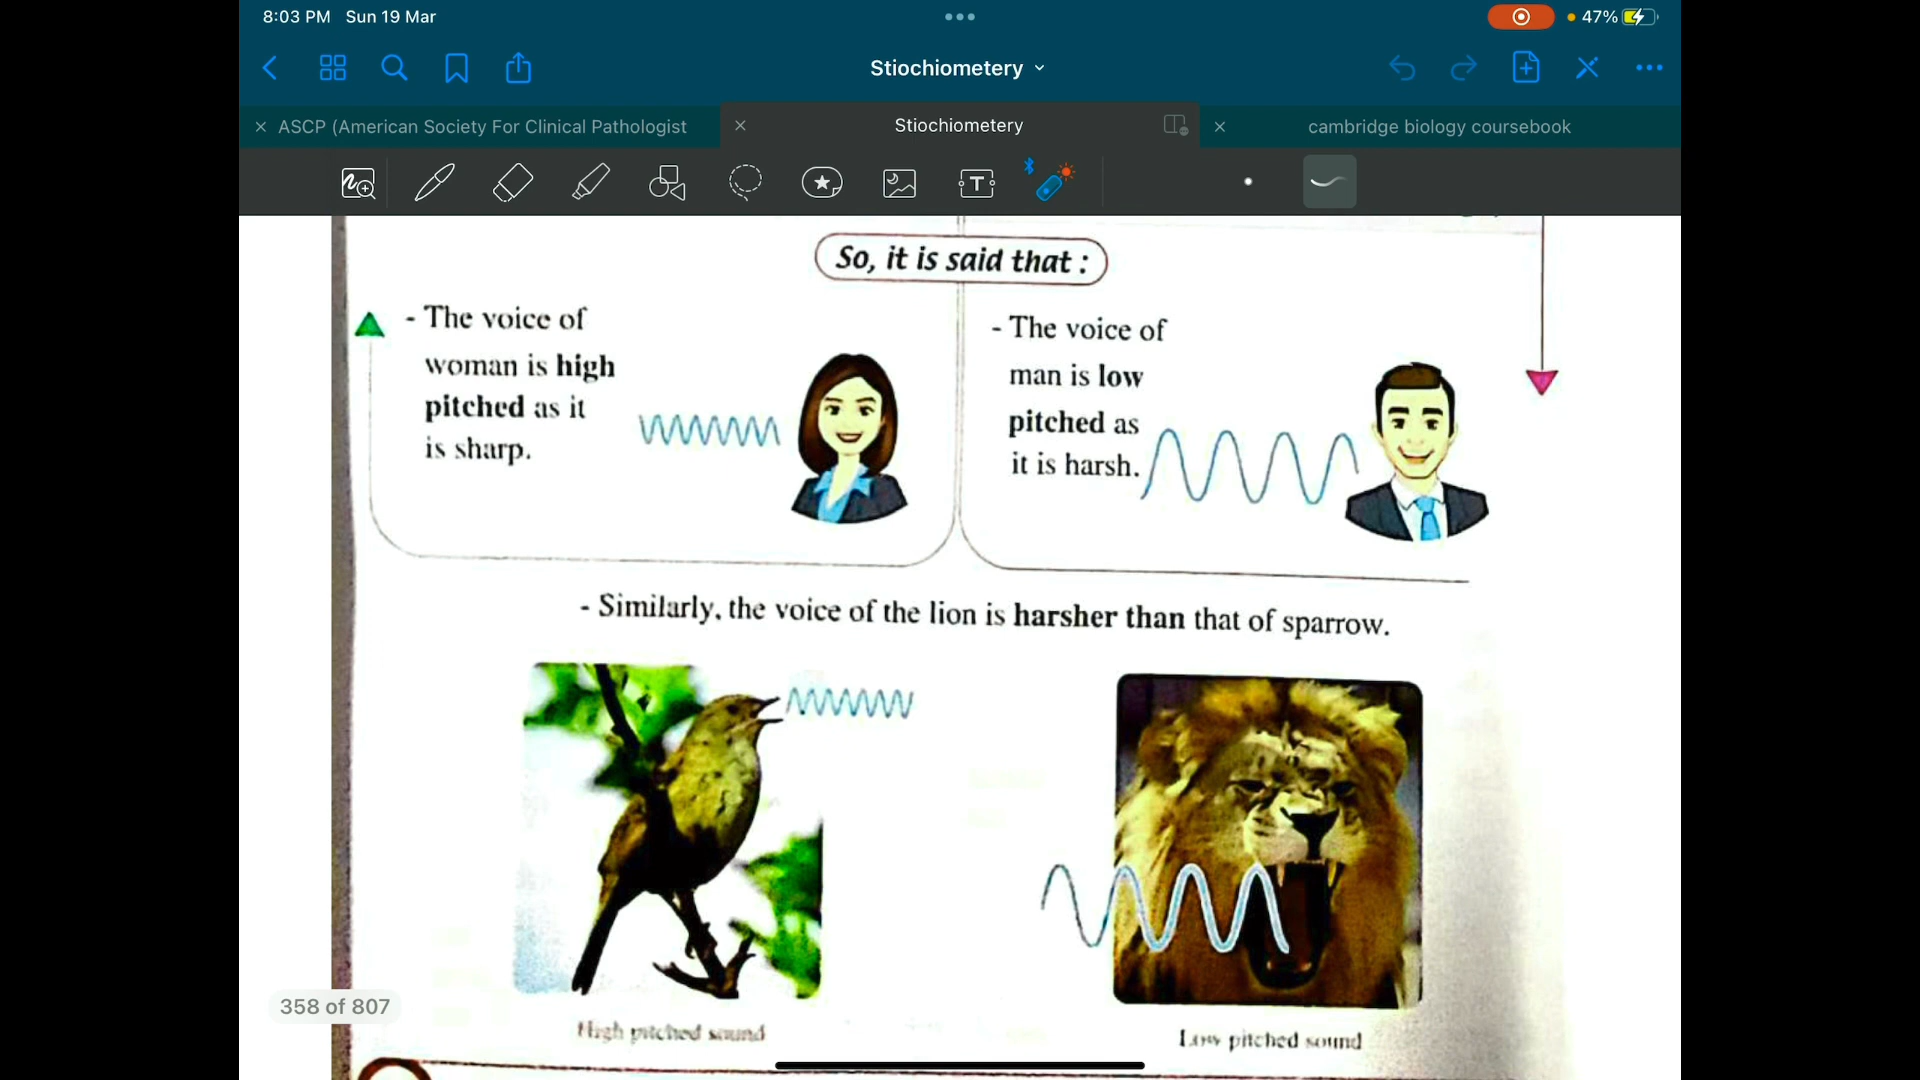 8:03 PM Sun 19 Mar
47%
Stiochiometery
ASCP (American Society For Clinical Pathologist
Stiochiometery
cambridge biology coursebook
T
So, it is said that :
- The voice of
woman is high
pitched as it
is sharp.
- The voice of
man is low
pitched as
it is harsh.
- Similarly, the voice of the lion is harsher than that of sparrow.
High pitched sound
Low pitched sound
358 of 807